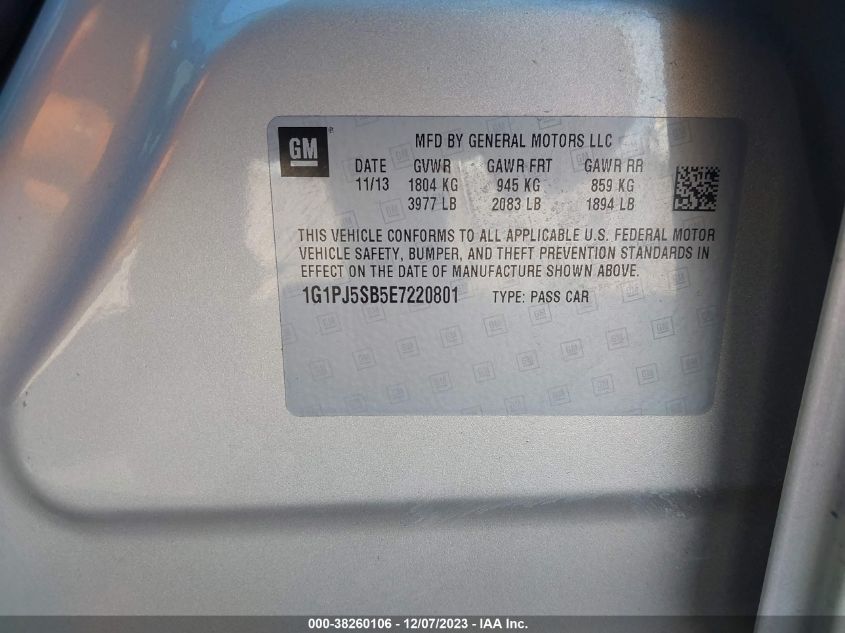 GM
MFD BY GENERAL MOTORS LLC
DATE GVWR GAWR FRT GAWR RR
11/13 1804 KG 945 KG 859 KG
3977 LB 2083 LB 1894 LB
THIS VEHICLE CONFORMS TO ALL APPLICABLE U.S. FEDERAL MOTOR
VEHICLE SAFETY, BUMPER, AND THEFT PREVENTION STANDARDS IN
EFFECT ON THE DATE OF MANUFACTURE SHOWN ABOVE.
1G1PJ5SB5E7220801 TYPE: PASS CAR
000-38260106 - 12/07/2023 - IAA Inc.